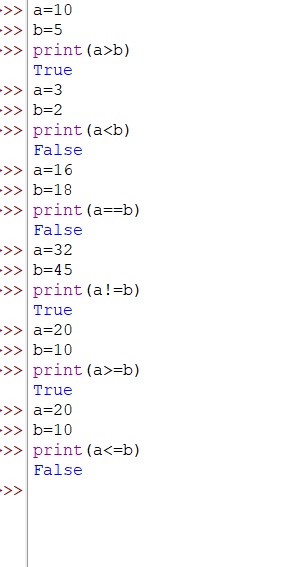 >>> a=10
>>> b=5
>>> print(a>b)
True
>>> a=3
>>> b=2
>>> print(a<b)
False
>>> a=16
>>> b=18
>>> print(a==b)
False
>>> a=32
>>> b=45
>>> print(a!=b)
True
>>> a=20
>>> b=10
>>> print(a>=b)
True
>>> a=20
>>> b=10
>>> print(a<=b)
False
>>>